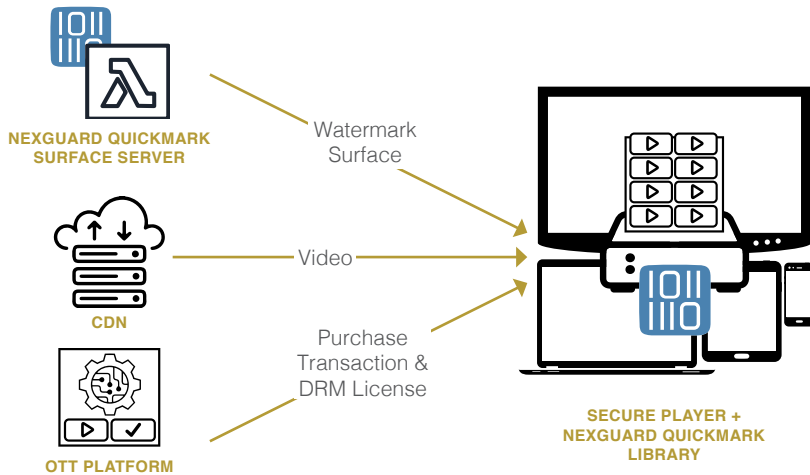 NEXGUARD QUICKMARK
SURFACE SERVER
Watermark
Surface
Video
CDN
Purchase
Transaction &
DRM License
OTT PLATFORM
SECURE PLAYER +
NEXGUARD QUICKMARK
LIBRARY